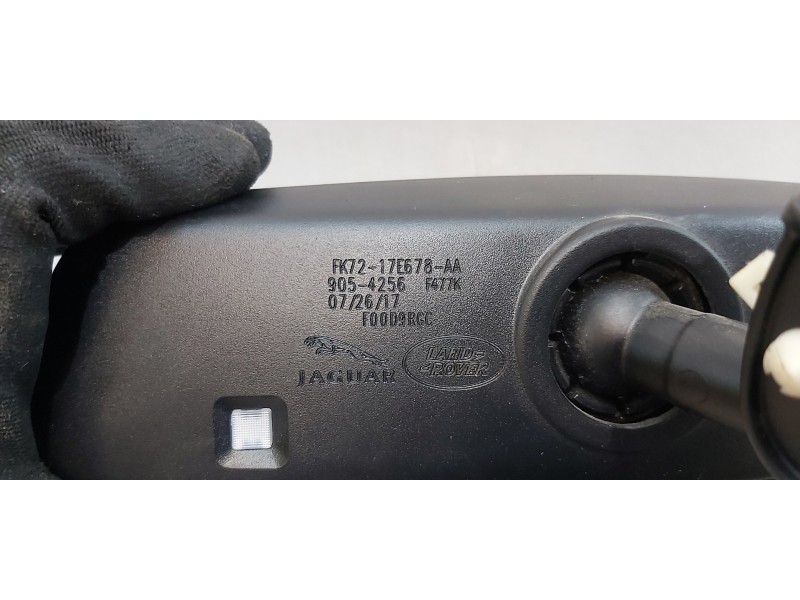 FK72-17E678-AA
905-4256 F477K
07/26/17
F00D9RGC
JAGUAR
LAND-
-ROVER